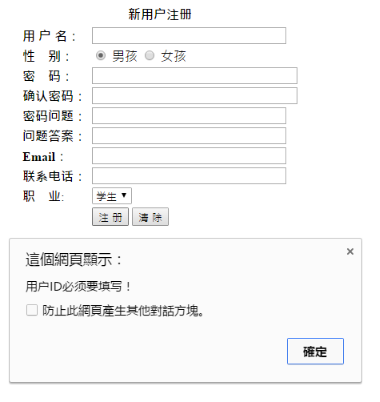 新用户注册
用 户 名：
性　别： 男孩 女孩
密　码：
确认密码：
密码问题：
问题答案：
Email：
联系电话：
职　业: 学生
注 册 清 除
這個網頁顯示：
用户ID必须要填写！
防止此網頁產生其他對話方塊。
確定